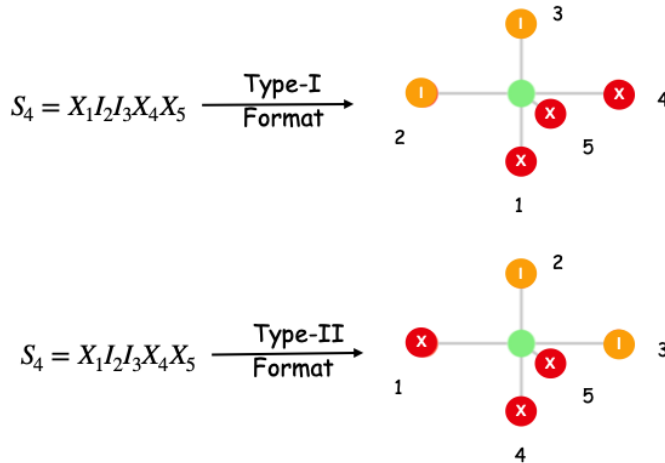 3
I
S₄ = X₁I₂I₃X₄X₅ Type-I Format
I X 4
X
2 5
X
1
I 2
S₄ = X₁I₂I₃X₄X₅ Type-II Format
X I 3
X
1 5
X
4